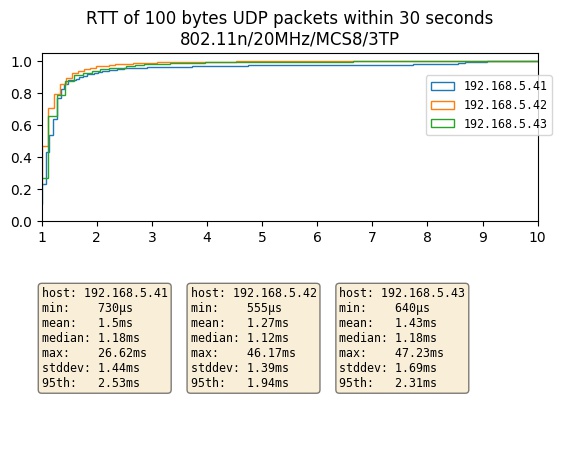 RTT of 100 bytes UDP packets within 30 seconds
802.11n/20MHz/MCS8/3TP
1.0
0.8
0.6
0.4
0.2
0.0
192.168.5.41
192.168.5.42
192.168.5.43
1 2 3 4 5 6 7 8 9 10
host: 192.168.5.41
min: 730µs
mean: 1.5ms
median: 1.18ms
max: 26.62ms
stddev: 1.44ms
95th: 2.53ms
host: 192.168.5.42
min: 555µs
mean: 1.27ms
median: 1.12ms
max: 46.17ms
stddev: 1.39ms
95th: 1.94ms
host: 192.168.5.43
min: 640µs
mean: 1.43ms
median: 1.18ms
max: 47.23ms
stddev: 1.69ms
95th: 2.31ms